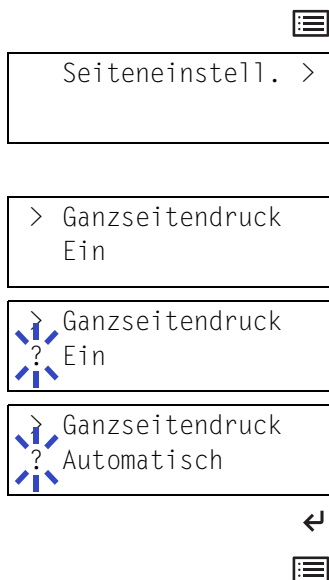 Seiteneinstell. >
> Ganzseitendruck
Ein
> Ganzseitendruck
? Ein
> Ganzseitendruck
? Automatisch